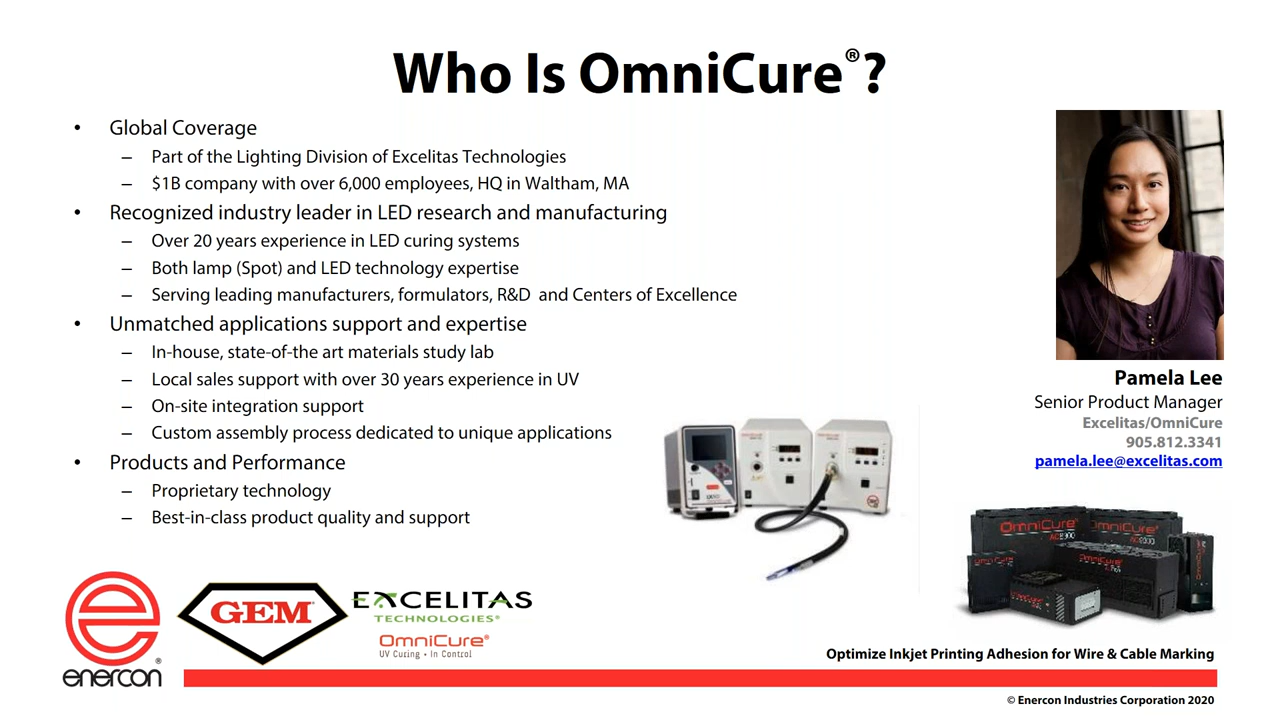 Who Is OmniCure®?
• Global Coverage
– Part of the Lighting Division of Excelitas Technologies
– $1B company with over 6,000 employees, HQ in Waltham, MA
• Recognized industry leader in LED research and manufacturing
– Over 20 years experience in LED curing systems
– Both lamp (Spot) and LED technology expertise
– Serving leading manufacturers, formulators, R&D and Centers of Excellence
• Unmatched applications support and expertise
– In-house, state-of-the art materials study lab
– Local sales support with over 30 years experience in UV
– On-site integration support
– Custom assembly process dedicated to unique applications
• Products and Performance
– Proprietary technology
– Best-in-class product quality and support
Pamela Lee
Senior Product Manager
Excelitas/OmniCure
905.812.3341
pamela.lee@excelitas.com
OmniCure
OmniCure
OmniCure
OmniCure
enercon®
GEM®
EXCELITAS
TECHNOLOGIES®
OmniCure®
UV Curing • In Control
Optimize Inkjet Printing Adhesion for Wire & Cable Marking
© Enercon Industries Corporation 2020